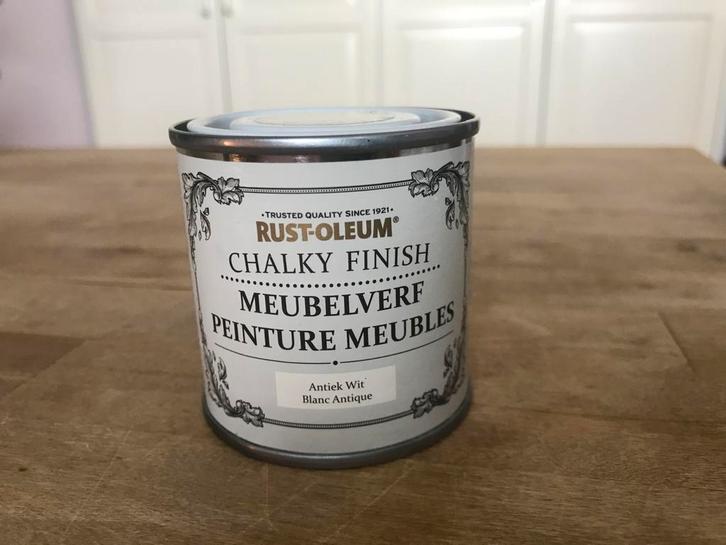 •TRUSTED QUALITY SINCE 1921•
RUST-OLEUM®
CHALKY FINISH
MEUBELVERF
PEINTURE MEUBLES
Antiek Wit
Blanc Antique